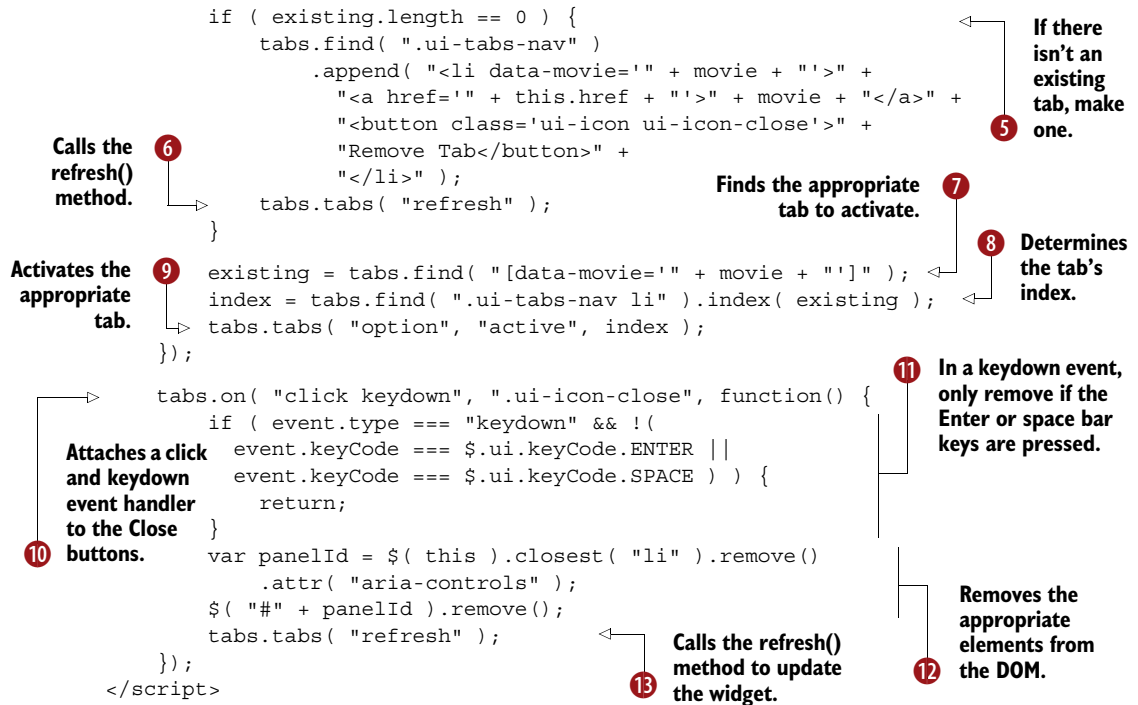 if ( existing.length == 0 ) {
tabs.find( ".ui-tabs-nav" )
.append( "<li data-movie='" + movie + "'>" +
"<a href='" + this.href + "'>" + movie + "</a>" +
"<button class='ui-icon ui-icon-close'>" +
"Remove Tab</button>" +
"</li>" );
tabs.tabs( "refresh" );
}
If there
isn't an
existing
tab, make
5 one.
Calls the 6
refresh()
method.
Finds the appropriate 7
tab to activate.
8 Determines
the tab's
index.
Activates the 9
appropriate
tab.
existing = tabs.find( "[data-movie='" + movie + "']" );
index = tabs.find( ".ui-tabs-nav li" ).index( existing );
tabs.tabs( "option", "active", index );
});
tabs.on( "click keydown", ".ui-icon-close", function() {
if ( event.type === "keydown" && !(
event.keyCode === $.ui.keyCode.ENTER ||
event.keyCode === $.ui.keyCode.SPACE ) ) {
return;
}
var panelId = $( this ).closest( "li" ).remove()
.attr( "aria-controls" );
$( "#" + panelId ).remove();
tabs.tabs( "refresh" );
});
</script>
Attaches a click
and keydown
event handler
to the Close
10 buttons.
11 In a keydown event,
only remove if the
Enter or space bar
keys are pressed.
Removes the
appropriate
elements from
12 the DOM.
Calls the refresh()
method to update
13 the widget.